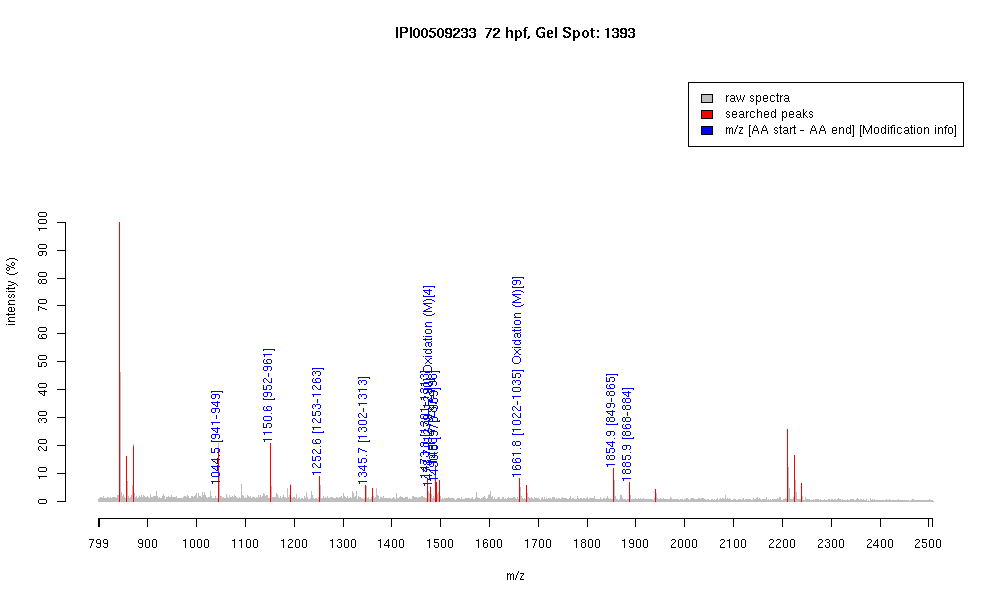 IPI00509233 72 hpf, Gel Spot: 1393
raw spectra
searched peaks
m/z [AA start - AA end] [Modification info]
intensity (%)
100
90
80
70
60
50
40
30
20
10
0
1044.5 [941-949]
1150.6 [952-961]
1252.6 [1253-1263]
1345.7 [1302-1313]
Oxidation (M)[4]
1661.8 [1022-1035] Oxidation (M)[9]
1854.9 [849-865]
1885.9 [868-884]
799 900 1000 1100 1200 1300 1400 1500 1600 1700 1800 1900 2000 2100 2200 2300 2400 2500
m/z